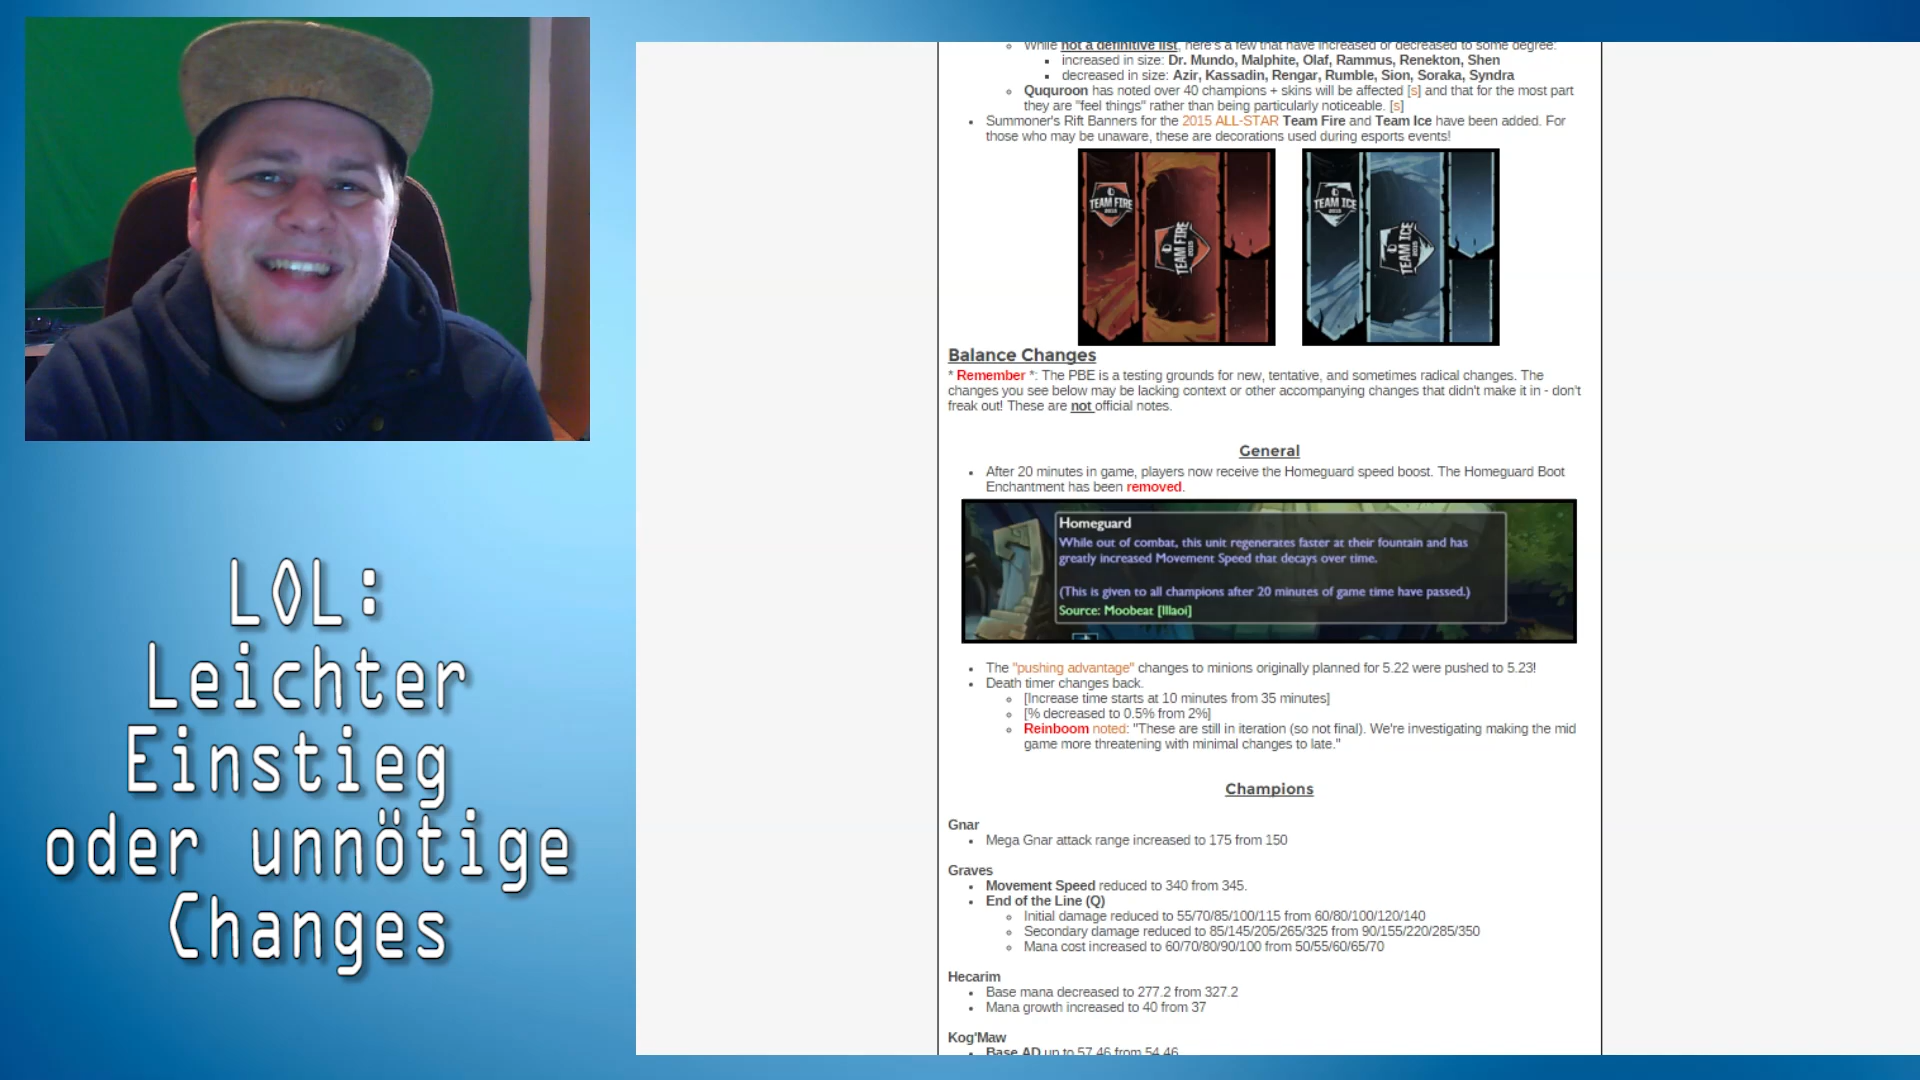 LOL:
Leichter
Einstieg
oder unnötige
Changes
While not a definitive list, here's a few that have increased or decreased to some degree:
increased in size: Dr. Mundo, Malphite, Olaf, Rammus, Renekton, Shen
decreased in size: Azir, Kassadin, Rengar, Rumble, Sion, Soraka, Syndra
Ququroon has noted over 40 champions + skins will be affected [s] and that for the most part
they are "feel things" rather than being particularly noticeable. [s]
Summoner's Rift Banners for the 2015 ALL-STAR Team Fire and Team Ice have been added. For
those who may be unaware, these are decorations used during esports events!
TEAM FIRE
2015
TEAM FIRE
2015
TEAM ICE
2015
TEAM ICE
2015
Balance Changes
* Remember *: The PBE is a testing grounds for new, tentative, and sometimes radical changes. The
changes you see below may be lacking context or other accompanying changes that didn't make it in - don't
freak out! These are not official notes.
General
After 20 minutes in game, players now receive the Homeguard speed boost. The Homeguard Boot
Enchantment has been removed.
Homeguard
While out of combat, this unit regenerates faster at their fountain and has
greatly increased Movement Speed that decays over time.
(This is given to all champions after 20 minutes of game time have passed.)
Source: Moobeat [Illaoi]
The "pushing advantage" changes to minions originally planned for 5.22 were pushed to 5.23!
Death timer changes back.
[Increase time starts at 10 minutes from 35 minutes]
[% decreased to 0.5% from 2%]
Reinboom noted: "These are still in iteration (so not final). We're investigating making the mid
game more threatening with minimal changes to late."
Champions
Gnar
Mega Gnar attack range increased to 175 from 150
Graves
Movement Speed reduced to 340 from 345.
End of the Line (Q)
Initial damage reduced to 55/70/85/100/115 from 60/80/100/120/140
Secondary damage reduced to 85/145/205/265/325 from 90/155/220/285/350
Mana cost increased to 60/70/80/90/100 from 50/55/60/65/70
Hecarim
Base mana decreased to 277.2 from 327.2
Mana growth increased to 40 from 37
Kog'Maw
Base AD up to 57.46 from 54.46